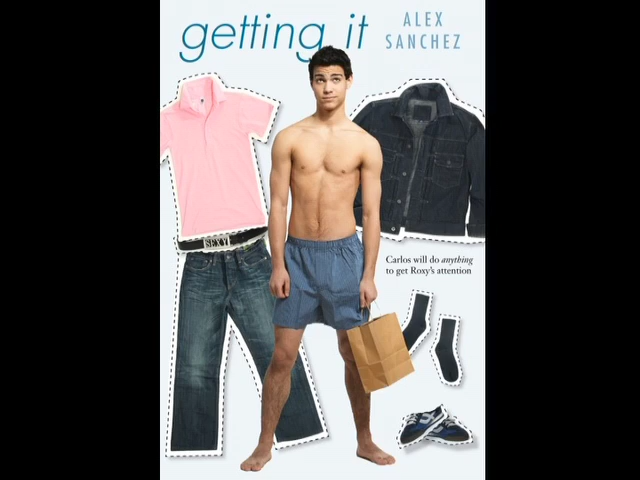 getting it
ALEX
SANCHEZ
SEXY
Carlos will do anything
to get Roxy's attention